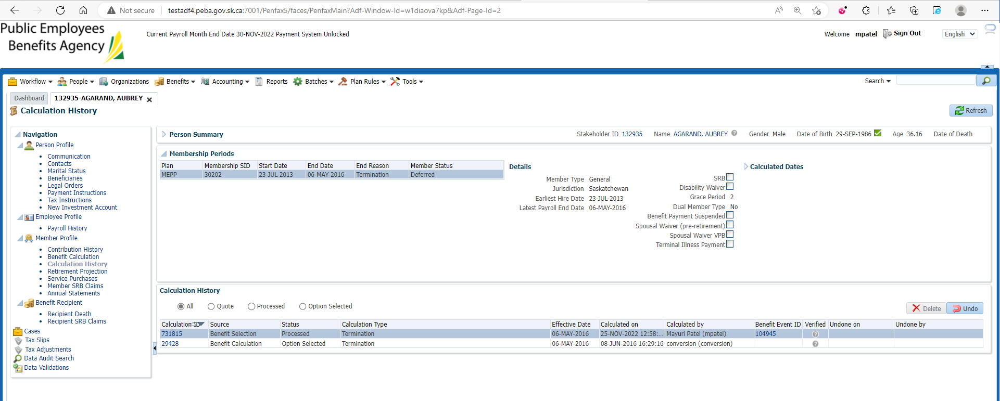 Not secure testadf4.peba.gov.sk.ca:7001/Penfax5/faces/PenfaxMain?Adf-Window-Id=w1diaova7kp&Adf-Page-Id=2
Public Employees
Benefits Agency
Current Payroll Month End Date 30-NOV-2022 Payment System Unlocked
Welcome mpatel Sign Out English
Workflow People Organizations Benefits Accounting Reports Batches Plan Rules Tools Search
Dashboard 132935-AGARAND, AUBREY
Calculation History
Refresh
Navigation
Person Profile
Communication
Contacts
Marital Status
Beneficiaries
Legal Orders
Payment Instructions
Tax Instructions
New Investment Account
Employee Profile
Payroll History
Member Profile
Contribution History
Benefit Calculation
Calculation History
Retirement Projection
Service Purchases
Member SRB Claims
Annual Statements
Benefit Recipient
Recipient Death
Recipient SRB Claims
Cases
Tax Slips
Tax Adjustments
Data Audit Search
Data Validations
Person Summary Stakeholder ID 132935 Name AGARAND, AUBREY Gender Male Date of Birth 29-SEP-1986 Age 36.16 Date of Death
Membership Periods
Plan Membership SID Start Date End Date End Reason Member Status
MEPP 30202 23-JUL-2013 06-MAY-2016 Termination Deferred
Details
Member Type General
Jurisdiction Saskatchewan
Earliest Hire Date 23-JUL-2013
Latest Payroll End Date 06-MAY-2016
SRB
Disability Waiver
Grace Period 2
Dual Member Type No
Benefit Payment Suspended
Spousal Waiver (pre-retirement)
Spousal Waiver VPB
Terminal Illness Payment
Calculated Dates
Calculation History
All Quote Processed Option Selected
Delete Undo
Calculation ID Source Status Calculation Type Effective Date Calculated on Calculated by Benefit Event ID Verified Undone on Undone by
731815 Benefit Selection Processed Termination 06-MAY-2016 25-NOV-2022 12:58:... Mayuri Patel (mpatel) 104945
29428 Benefit Calculation Option Selected Termination 06-MAY-2016 08-JUN-2016 16:29:16 conversion (conversion)